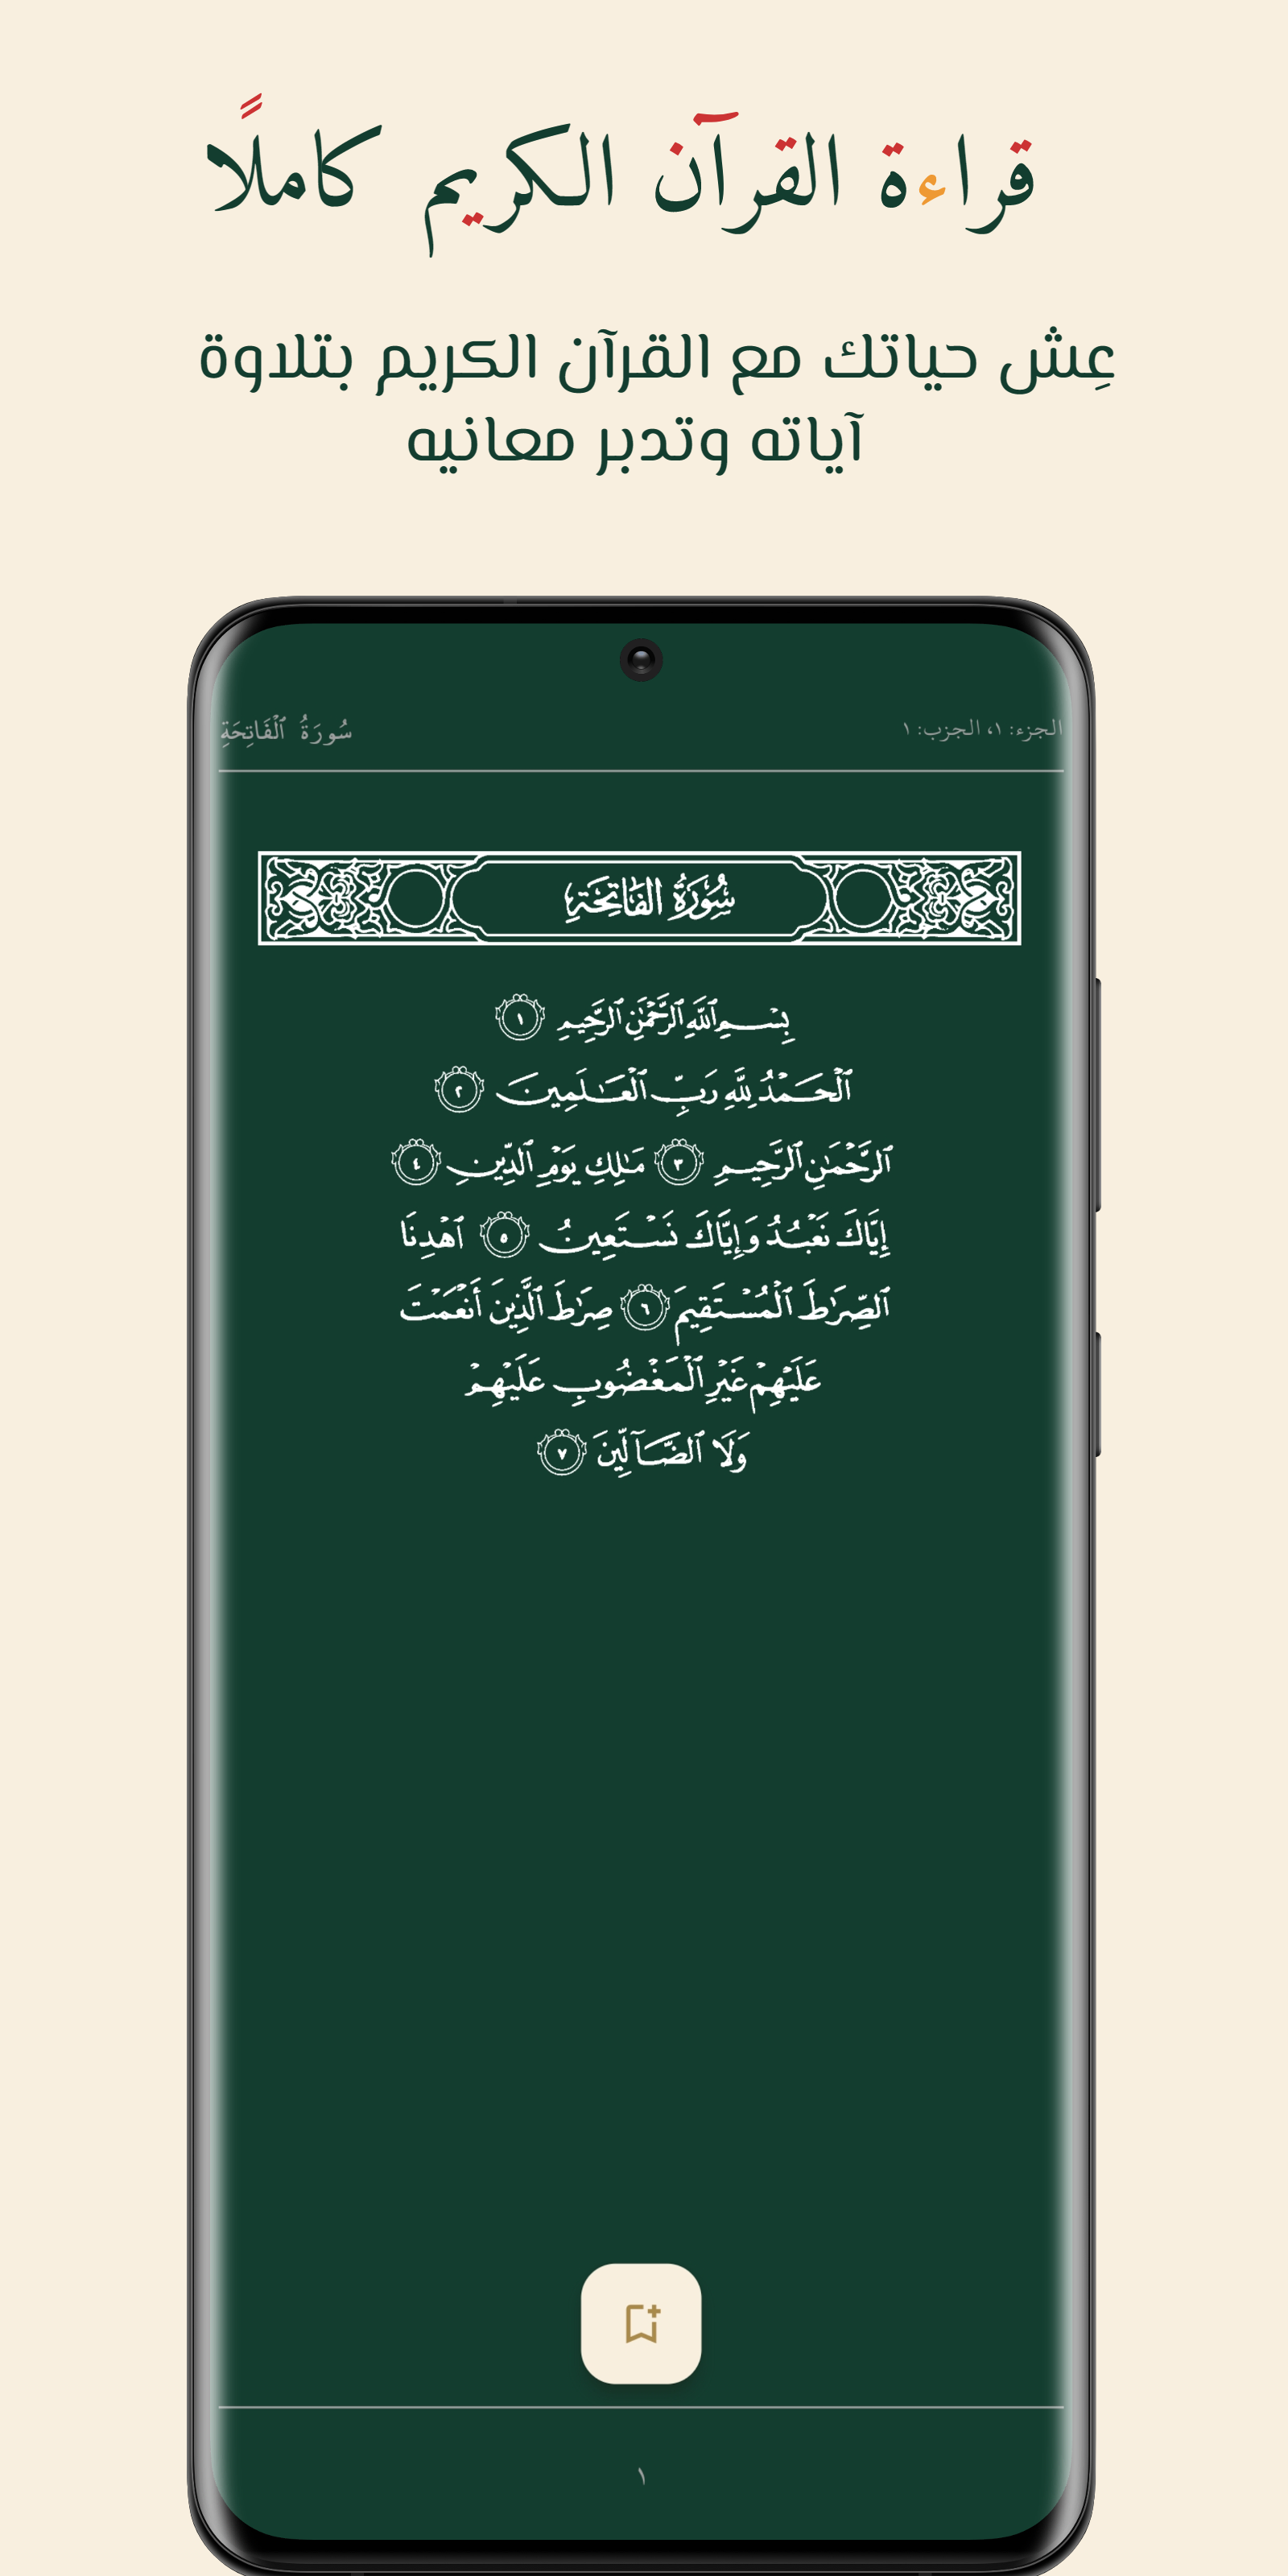 قراءة القرآن الكريم كاملًا
عِش حياتك مع القرآن الكريم بتلاوة
آياته وتدبر معانيه
الجزء: ١، الجزب: ١
سُورَةُ ٱلْفَاتِحَةِ
سُورَةُ الفَاتِحَةِ
بِسْمِ ٱللَّهِ ٱلرَّحْمَٰنِ ٱلرَّحِيمِ ١
ٱلْحَمْدُ لِلَّهِ رَبِّ ٱلْعَٰلَمِينَ ٢
ٱلرَّحْمَٰنِ ٱلرَّحِيمِ ٣ مَٰلِكِ يَوْمِ ٱلدِّينِ ٤
إِيَّاكَ نَعْبُدُ وَإِيَّاكَ نَسْتَعِينُ ٥ ٱهْدِنَا
ٱلصِّرَٰطَ ٱلْمُسْتَقِيمَ ٦ صِرَٰطَ ٱلَّذِينَ أَنْعَمْتَ
عَلَيْهِمْ غَيْرِ ٱلْمَغْضُوبِ عَلَيْهِمْ
وَلَا ٱلضَّآلِّينَ ٧
١